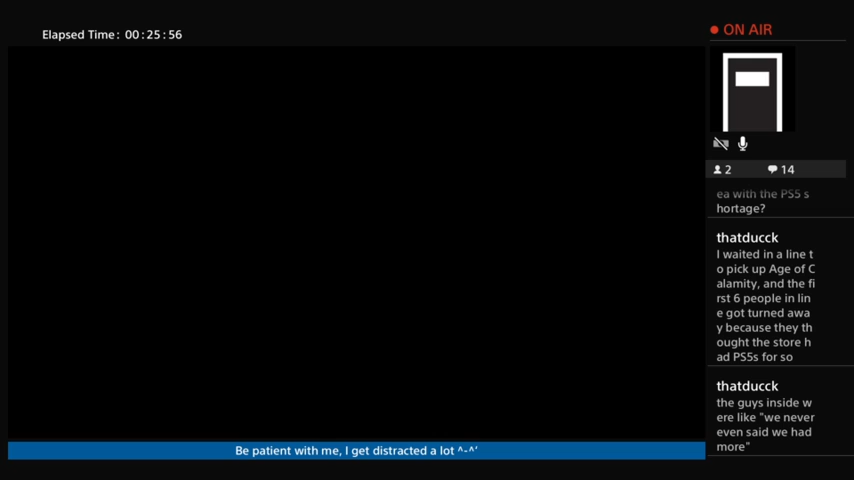 Elapsed Time: 00:25:56
ON AIR
2 14
ea with the PS5 s
hortage?
thatducck
I waited in a line t
o pick up Age of C
alamity, and the fi
rst 6 people in lin
e got turned awa
y because they th
ought the store h
ad PS5s for so
thatducck
the guys inside w
ere like "we never
even said we had
more"
Be patient with me, I get distracted a lot ^-^'